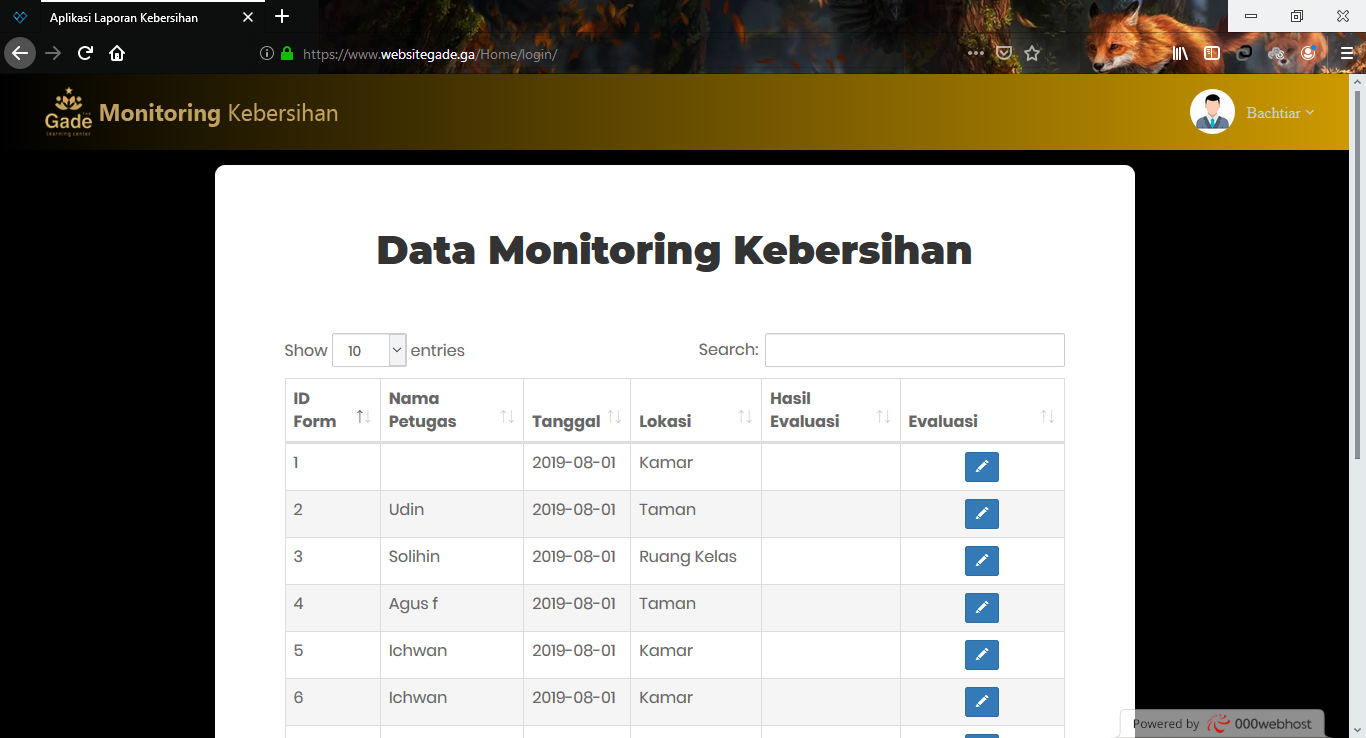 Aplikasi Laporan Kebersihan
https://www.websitegade.ga/Home/login/
Gade
learning center
Monitoring Kebersihan
Bachtiar
Data Monitoring Kebersihan
Show 10 entries
Search:
ID Form Nama Petugas Tanggal Lokasi Hasil Evaluasi Evaluasi
1 2019-08-01 Kamar
2 Udin 2019-08-01 Taman
3 Solihin 2019-08-01 Ruang Kelas
4 Agus f 2019-08-01 Taman
5 Ichwan 2019-08-01 Kamar
6 Ichwan 2019-08-01 Kamar
Powered by 000webhost